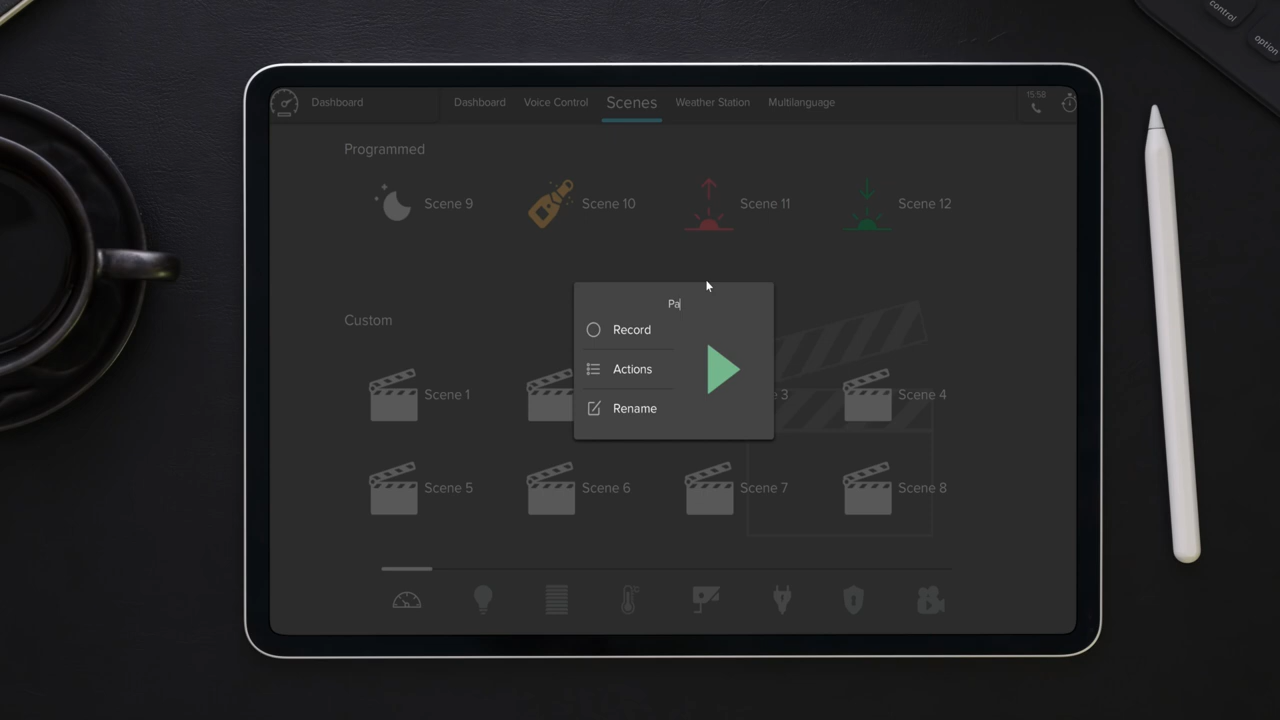 control
option
Dashboard
Dashboard Voice Control Scenes Weather Station Multilanguage
15:58
Programmed
Scene 9 Scene 10 Scene 11 Scene 12
Pa
Record
Actions
Rename
Custom
Scene 1 3 Scene 4
Scene 5 Scene 6 Scene 7 Scene 8